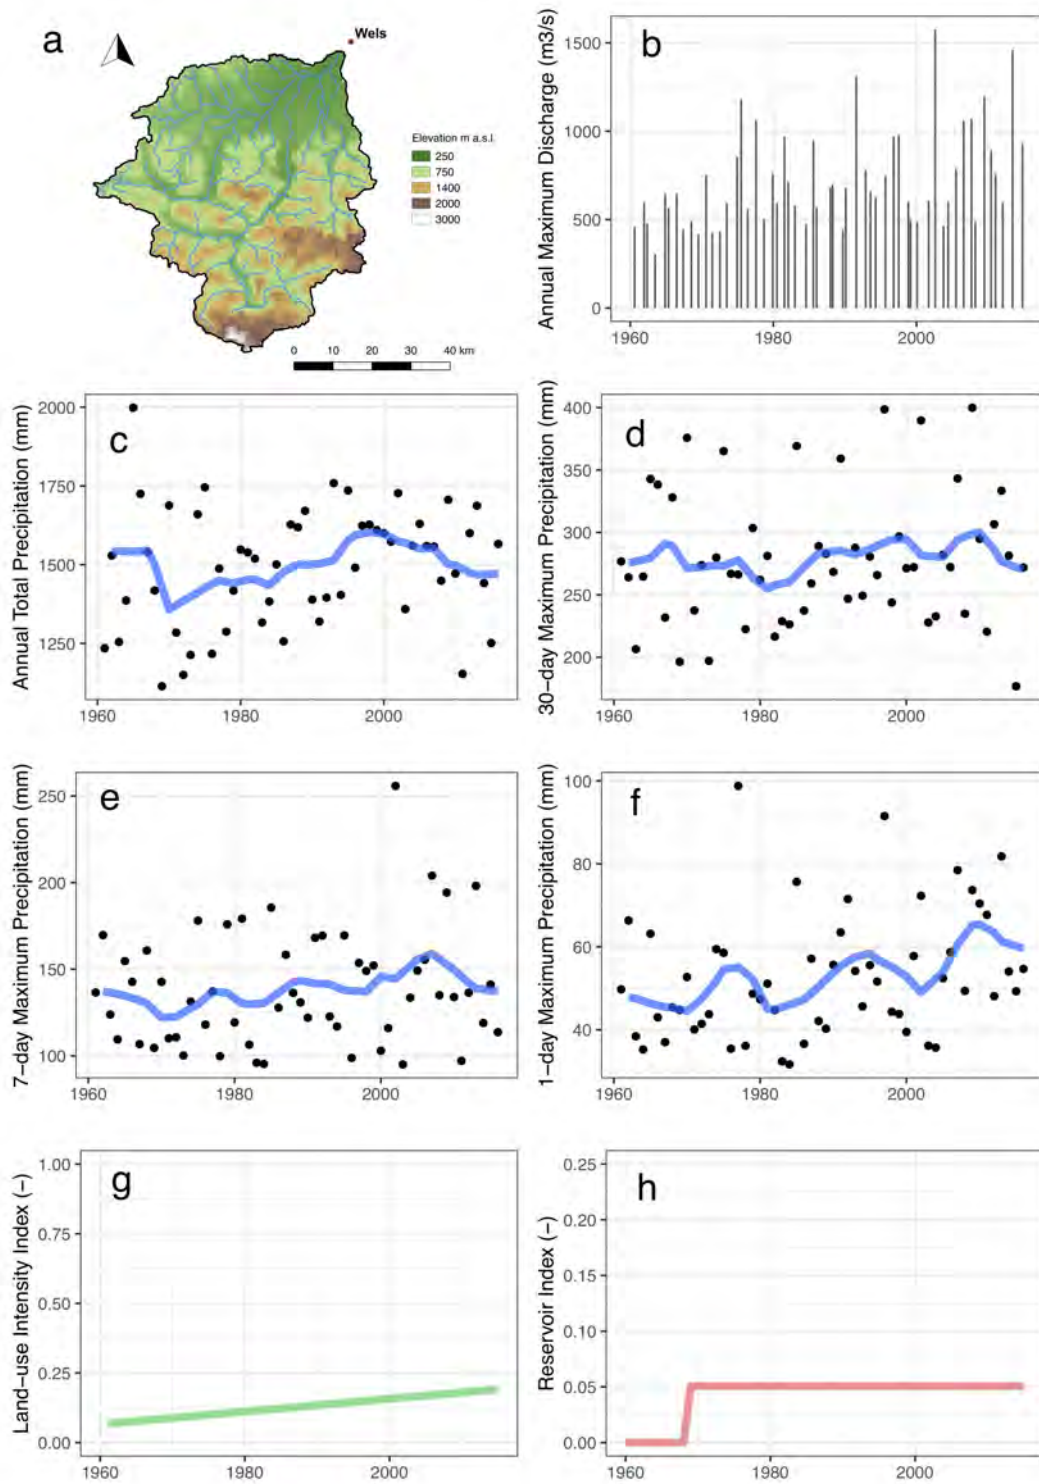 a
Wels
Elevation m a.s.l.
250
750
1400
2000
3000
0 10 20 30 40 km
b
Annual Maximum Discharge (m3/s)
1500
1000
500
0
1960 1980 2000
c
Annual Total Precipitation (mm)
2000
1750
1500
1250
1960 1980 2000
d
30-day Maximum Precipitation (mm)
400
350
300
250
200
1960 1980 2000
e
7-day Maximum Precipitation (mm)
250
200
150
100
1960 1980 2000
f
1-day Maximum Precipitation (mm)
100
80
60
40
1960 1980 2000
g
Land-use Intensity Index (-)
1.00
0.75
0.50
0.25
0.00
1960 1980 2000
h
Reservoir Index (-)
0.25
0.20
0.15
0.10
0.05
0.00
1960 1980 2000